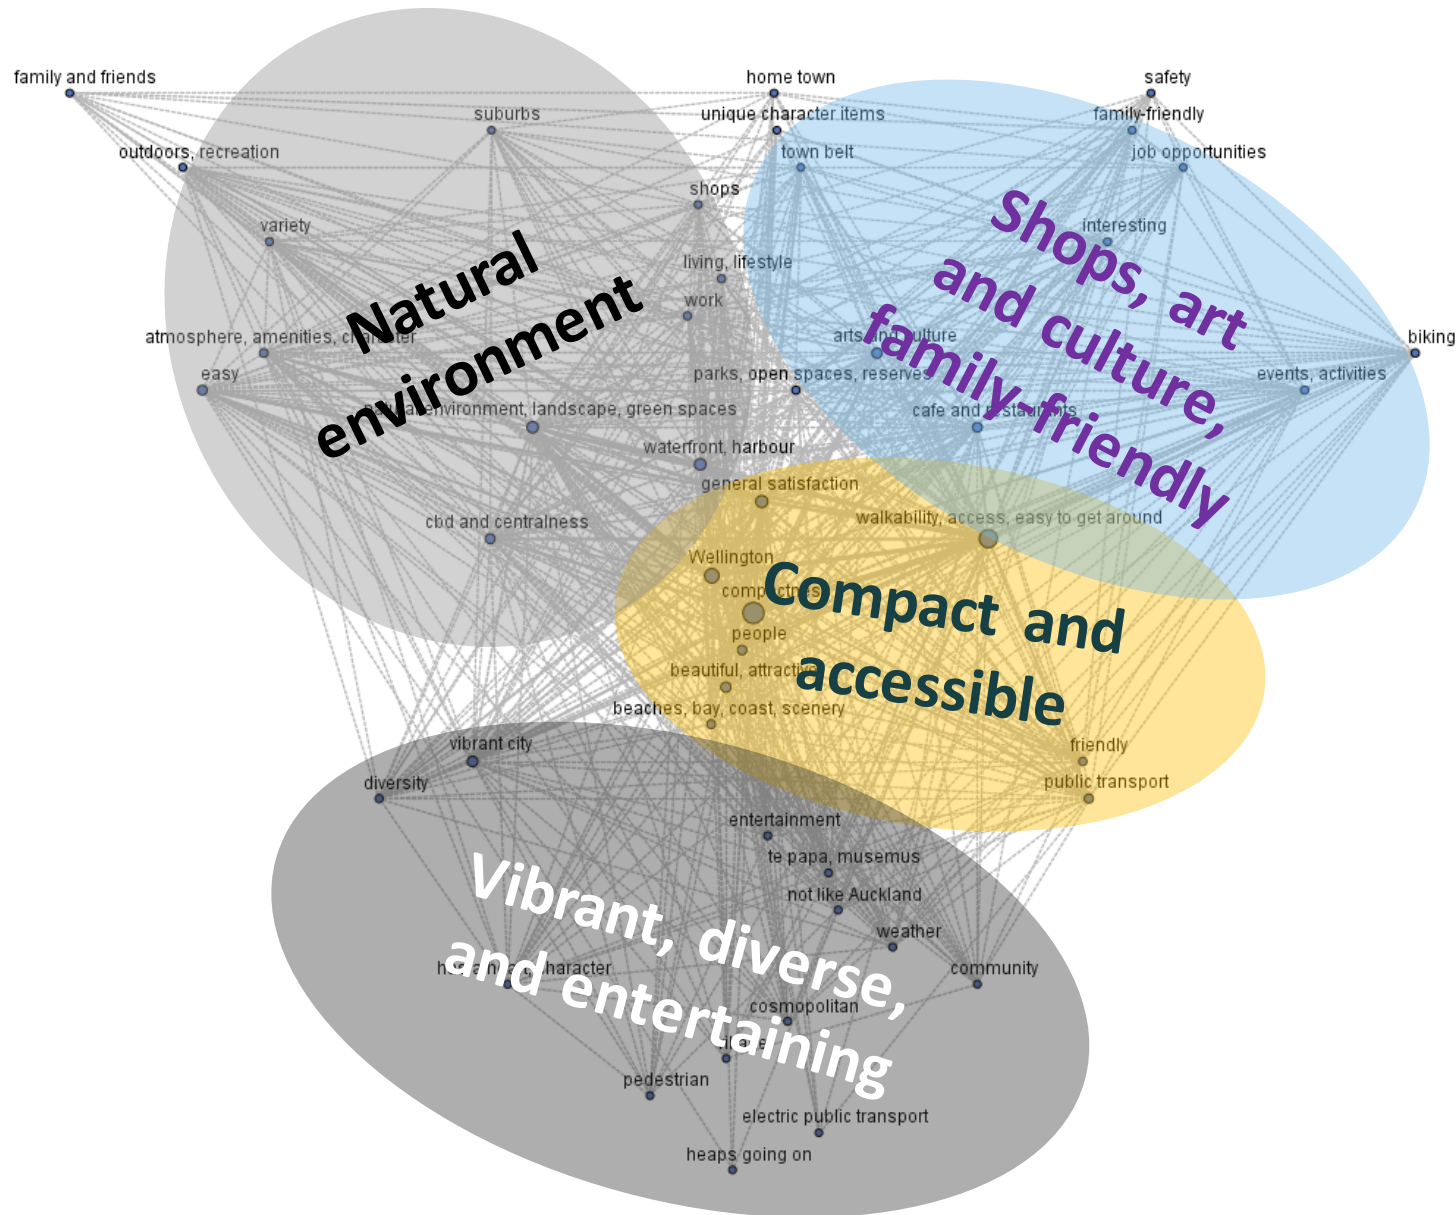 family and friends
home town
safety
suburbs
unique character items
family-friendly
outdoors, recreation
town belt
job opportunities
shops
variety
interesting
Natural
environment
Shops, art
and culture,
family-friendly
living, lifestyle
work
atmosphere, amenities, character
arts and culture
biking
easy
parks, open spaces, reserves
events, activities
environment, landscape, green spaces
cafe and restaurants
waterfront, harbour
general satisfaction
cbd and centralness
walkability, access, easy to get around
Wellington
compactness
Compact and
accessible
people
beautiful, attractive
beaches, bay, coast, scenery
vibrant city
friendly
diversity
public transport
entertainment
te papa, musemus
not like Auckland
Vibrant, diverse,
and entertaining
weather
character
community
cosmopolitan
pedestrian
electric public transport
heaps going on